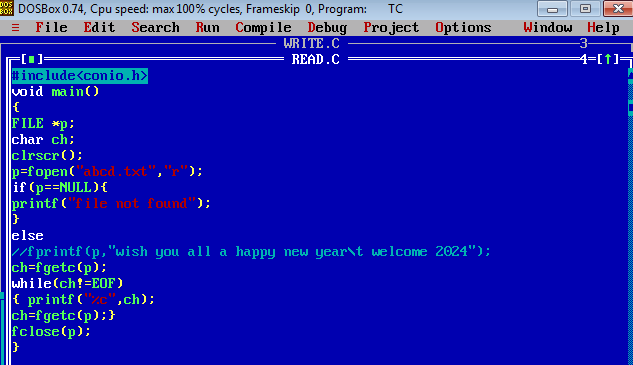 DOSBox 0.74, Cpu speed: max 100% cycles, Frameskip 0, Program: TC
≡ File Edit Search Run Compile Debug Project Options Window Help
WRITE.C 3
[■] READ.C 4=[↑]
#include<conio.h>
void main()
{
FILE *p;
char ch;
clrscr();
p=fopen("abcd.txt","r");
if(p==NULL){
printf("file not found");
}
else
//fprintf(p,"wish you all a happy new year\t welcome 2024");
ch=fgetc(p);
while(ch!=EOF)
{ printf("%c",ch);
ch=fgetc(p);}
fclose(p);
}